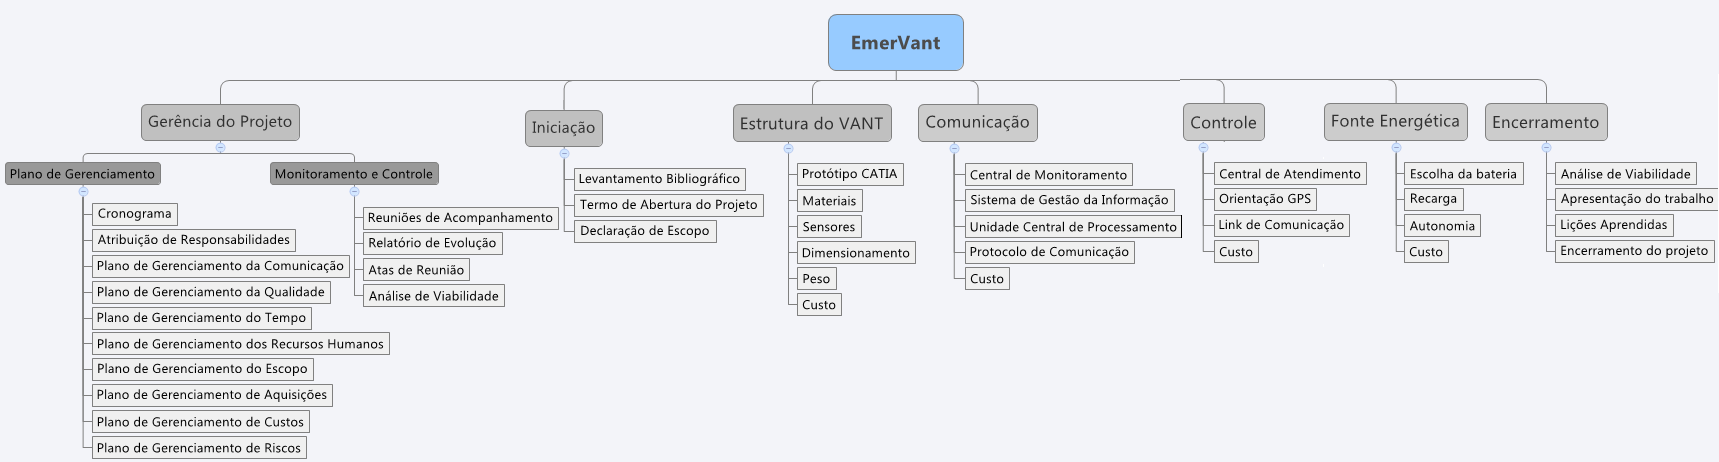 EmerVant
Gerência do Projeto
Plano de Gerenciamento
Cronograma
Atribuição de Responsabilidades
Plano de Gerenciamento da Comunicação
Plano de Gerenciamento da Qualidade
Plano de Gerenciamento do Tempo
Plano de Gerenciamento dos Recursos Humanos
Plano de Gerenciamento do Escopo
Plano de Gerenciamento de Aquisições
Plano de Gerenciamento de Custos
Plano de Gerenciamento de Riscos
Monitoramento e Controle
Reuniões de Acompanhamento
Relatório de Evolução
Atas de Reunião
Análise de Viabilidade
Iniciação
Levantamento Bibliográfico
Termo de Abertura do Projeto
Declaração de Escopo
Estrutura do VANT
Protótipo CATIA
Materiais
Sensores
Dimensionamento
Peso
Custo
Comunicação
Central de Monitoramento
Sistema de Gestão da Informação
Unidade Central de Processamento
Protocolo de Comunicação
Custo
Controle
Central de Atendimento
Orientação GPS
Link de Comunicação
Custo
Fonte Energética
Escolha da bateria
Recarga
Autonomia
Custo
Encerramento
Análise de Viabilidade
Apresentação do trabalho
Lições Aprendidas
Encerramento do projeto